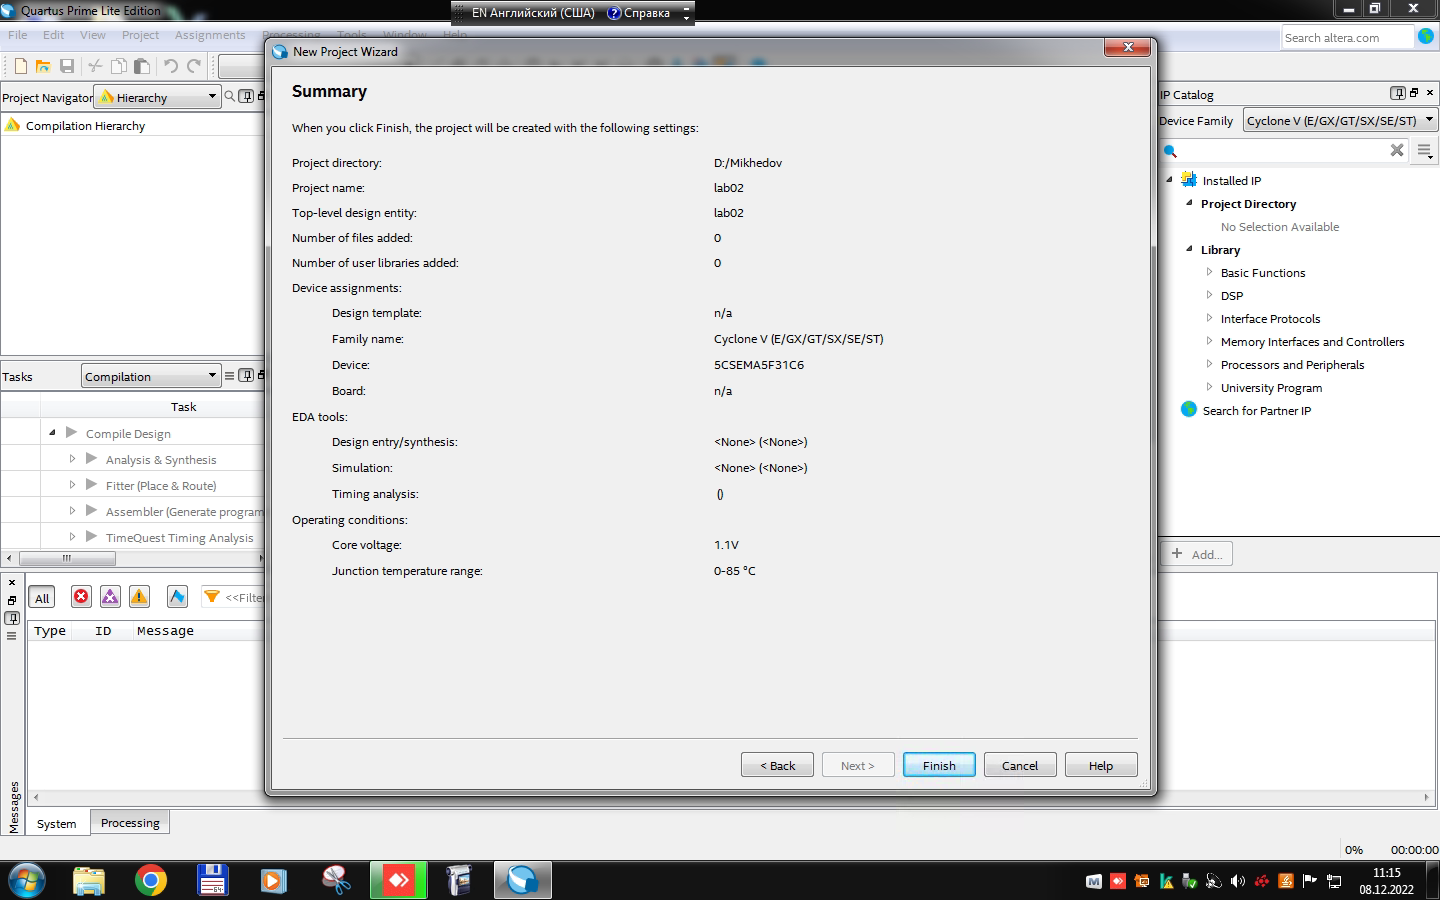 Quartus Prime Lite Edition
EN Английский (США) Справка
File Edit View Project Assignments Processing Tools Window Help
Search altera.com
New Project Wizard
Project Navigator Hierarchy
Compilation Hierarchy
Summary
When you click Finish, the project will be created with the following settings:
Project directory: D:/Mikhedov
Project name: lab02
Top-level design entity: lab02
Number of files added: 0
Number of user libraries added: 0
Device assignments:
Design template: n/a
Family name: Cyclone V (E/GX/GT/SX/SE/ST)
Device: 5CSEMA5F31C6
Board: n/a
EDA tools:
Design entry/synthesis: <None> (<None>)
Simulation: <None> (<None>)
Timing analysis: ()
Operating conditions:
Core voltage: 1.1V
Junction temperature range: 0-85 °C
< Back Next > Finish Cancel Help
IP Catalog
Device Family Cyclone V (E/GX/GT/SX/SE/ST)
Installed IP
Project Directory
No Selection Available
Library
Basic Functions
DSP
Interface Protocols
Memory Interfaces and Controllers
Processors and Peripherals
University Program
Search for Partner IP
+ Add...
Tasks Compilation
Task
Compile Design
Analysis & Synthesis
Fitter (Place & Route)
Assembler (Generate program
TimeQuest Timing Analysis
All <<Filte
Type ID Message
Messages
System Processing
0% 00:00:00
64
11:15
08.12.2022